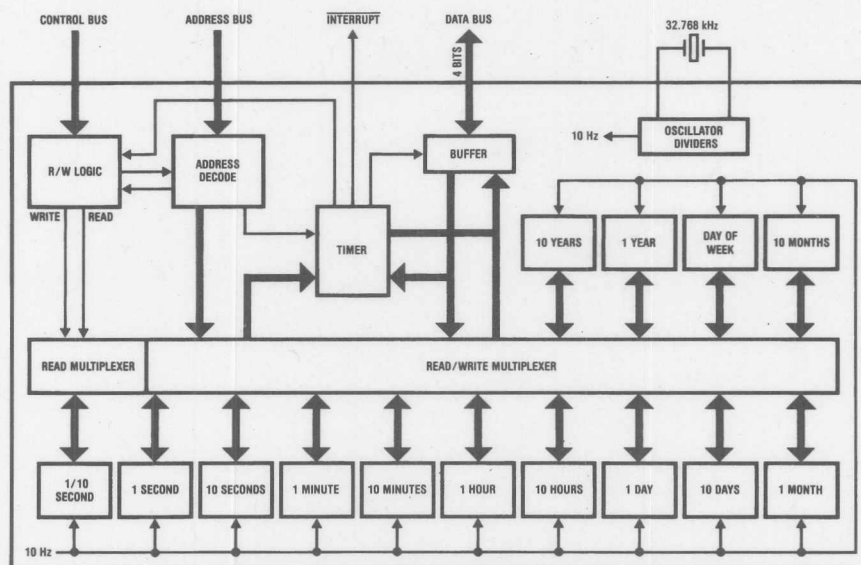 CONTROL BUS
ADDRESS BUS
INTERRUPT
DATA BUS
4 BITS
32.768 kHz
R/W LOGIC
ADDRESS
DECODE
BUFFER
10 Hz
OSCILLATOR
DIVIDERS
WRITE
READ
TIMER
10 YEARS
1 YEAR
DAY OF
WEEK
10 MONTHS
READ MULTIPLEXER
READ/WRITE MULTIPLEXER
1/10
SECOND
1 SECOND
10 SECONDS
1 MINUTE
10 MINUTES
1 HOUR
10 HOURS
1 DAY
10 DAYS
1 MONTH
10 Hz